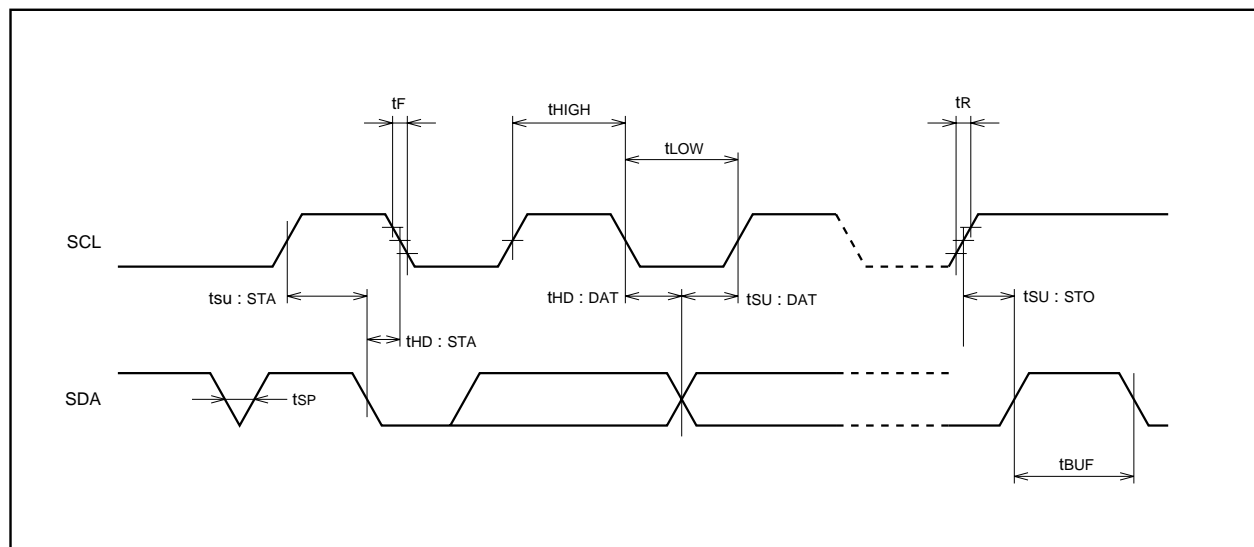 tF
tHIGH
tR
tLOW
SCL
tsu : STA
tHD : DAT
tSU : DAT
tSU : STO
tHD : STA
SDA
tSP
tBUF